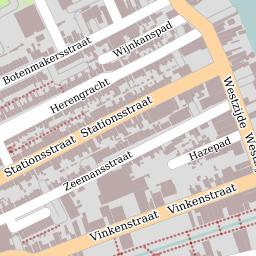 Botenmakersstraat
Wijnkanspad
Herengracht
Stationsstraat
Stationsstraat
Westzijde
Zeemansstraat
Hazepad
Vinkenstraat
Vinkenstraat